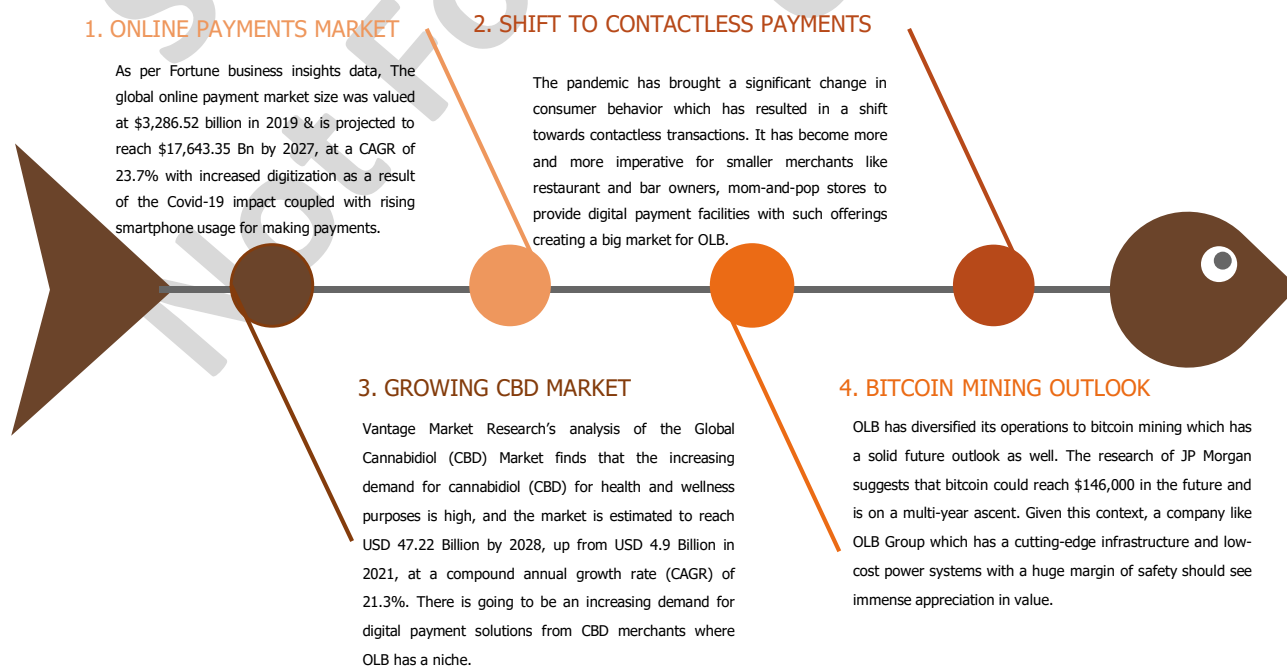 1. ONLINE PAYMENTS MARKET
As per Fortune business insights data, The
global online payment market size was valued
at $3,286.52 billion in 2019 & is projected to
reach $17,643.35 Bn by 2027, at a CAGR of
23.7% with increased digitization as a result
of the Covid-19 impact coupled with rising
smartphone usage for making payments.
2. SHIFT TO CONTACTLESS PAYMENTS
The pandemic has brought a significant change in
consumer behavior which has resulted in a shift
towards contactless transactions. It has become more
and more imperative for smaller merchants like
restaurant and bar owners, mom-and-pop stores to
provide digital payment facilities with such offerings
creating a big market for OLB.
3. GROWING CBD MARKET
Vantage Market Research’s analysis of the Global
Cannabidiol (CBD) Market finds that the increasing
demand for cannabidiol (CBD) for health and wellness
purposes is high, and the market is estimated to reach
USD 47.22 Billion by 2028, up from USD 4.9 Billion in
2021, at a compound annual growth rate (CAGR) of
21.3%. There is going to be an increasing demand for
digital payment solutions from CBD merchants where
OLB has a niche.
4. BITCOIN MINING OUTLOOK
OLB has diversified its operations to bitcoin mining which has
a solid future outlook as well. The research of JP Morgan
suggests that bitcoin could reach $146,000 in the future and
is on a multi-year ascent. Given this context, a company like
OLB Group which has a cutting-edge infrastructure and low-
cost power systems with a huge margin of safety should see
immense appreciation in value.
Not